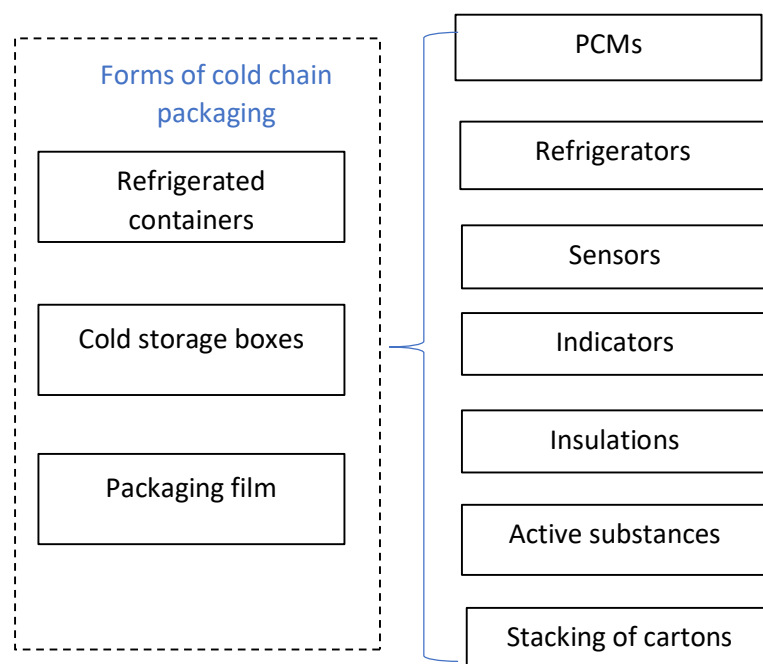 Forms of cold chain
packaging
Refrigerated
containers
Cold storage boxes
Packaging film
PCMs
Refrigerators
Sensors
Indicators
Insulations
Active substances
Stacking of cartons